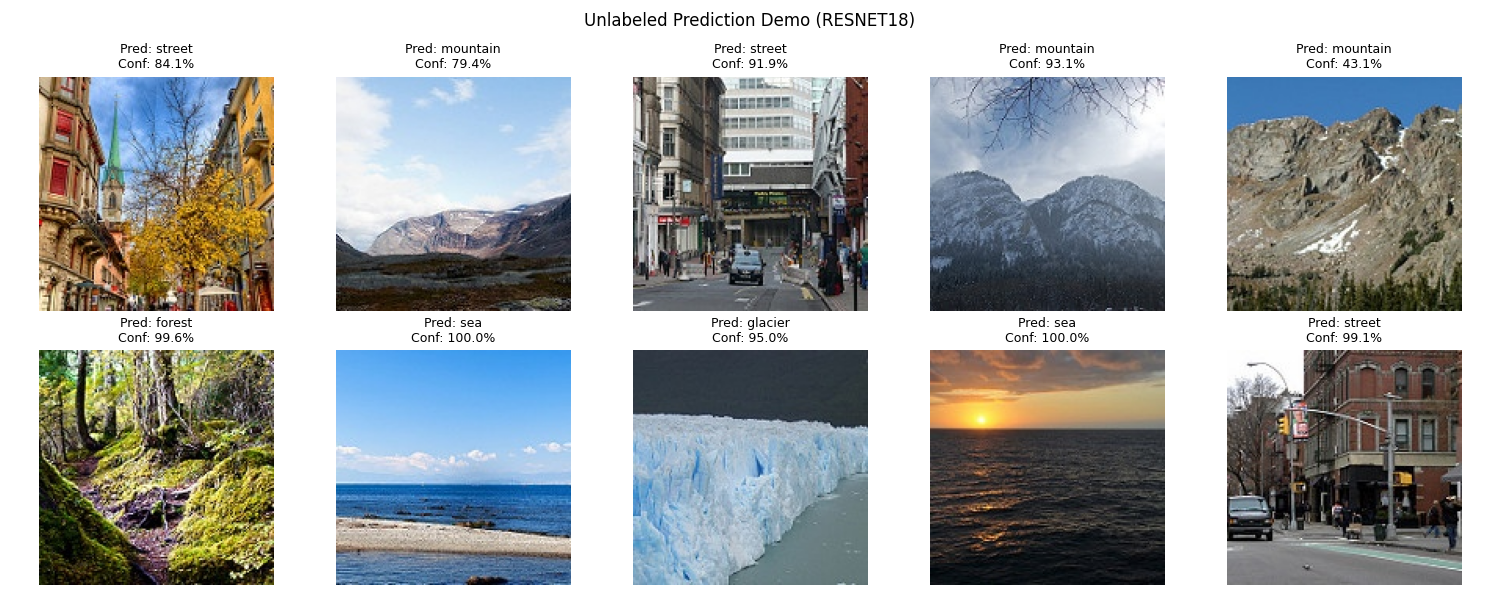 Unlabeled Prediction Demo (RESNET18)
Pred: street
Conf: 84.1%
Pred: mountain
Conf: 79.4%
Pred: street
Conf: 91.9%
Pred: mountain
Conf: 93.1%
Pred: mountain
Conf: 43.1%
Pred: forest
Conf: 99.6%
Pred: sea
Conf: 100.0%
Pred: glacier
Conf: 95.0%
Pred: sea
Conf: 100.0%
Pred: street
Conf: 99.1%